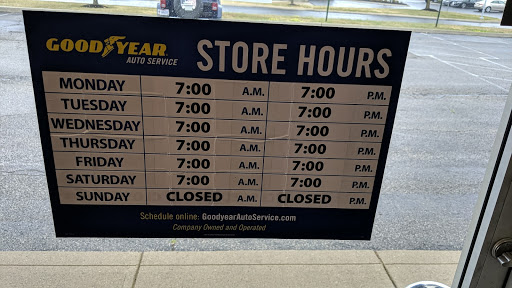 GOODYEAR
AUTO SERVICE
STORE HOURS
MONDAY 7:00 A.M. 7:00 P.M.
TUESDAY 7:00 A.M. 7:00 P.M.
WEDNESDAY 7:00 A.M. 7:00 P.M.
THURSDAY 7:00 A.M. 7:00 P.M.
FRIDAY 7:00 A.M. 7:00 P.M.
SATURDAY 7:00 A.M. 7:00 P.M.
SUNDAY CLOSED A.M. CLOSED P.M.
Schedule online: GoodyearAutoService.com
Company Owned and Operated